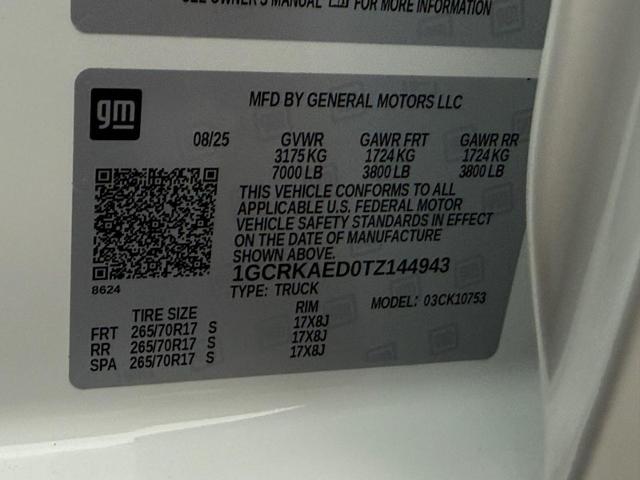 SEE OWNER'S MANUAL FOR MORE INFORMATION
gm
MFD BY GENERAL MOTORS LLC
08/25 GVWR GAWR FRT GAWR RR
3175 KG 1724 KG 1724 KG
7000 LB 3800 LB 3800 LB
THIS VEHICLE CONFORMS TO ALL
APPLICABLE U.S. FEDERAL MOTOR
VEHICLE SAFETY STANDARDS IN EFFECT
ON THE DATE OF MANUFACTURE
SHOWN ABOVE.
1GCRKAED0TZ144943
8624
TYPE: TRUCK
TIRE SIZE RIM MODEL: 03CK10753
FRT 265/70R17 S 17X8J
RR 265/70R17 S 17X8J
SPA 265/70R17 S 17X8J